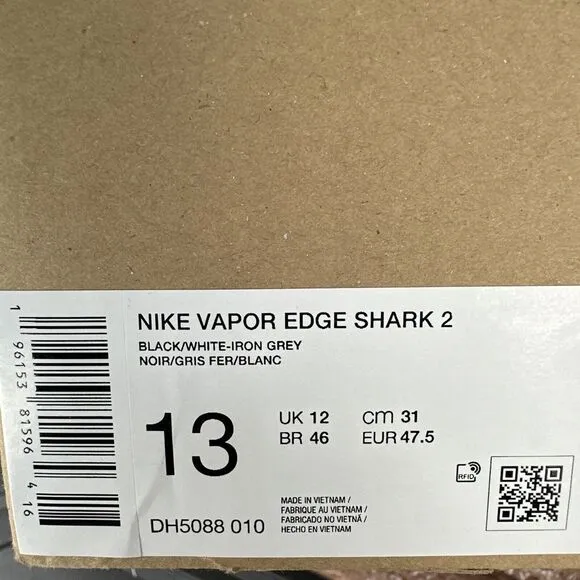 NIKE VAPOR EDGE SHARK 2
BLACK/WHITE-IRON GREY
NOIR/GRIS FER/BLANC
13
UK 12 CM 31
BR 46 EUR 47.5
RFID
DH5088 010
MADE IN VIETNAM /
FABRIQUE AU VIETNAM /
FABRICADO NO VIETNÃ /
HECHO EN VIETNAM
1 96153 81596 4 16